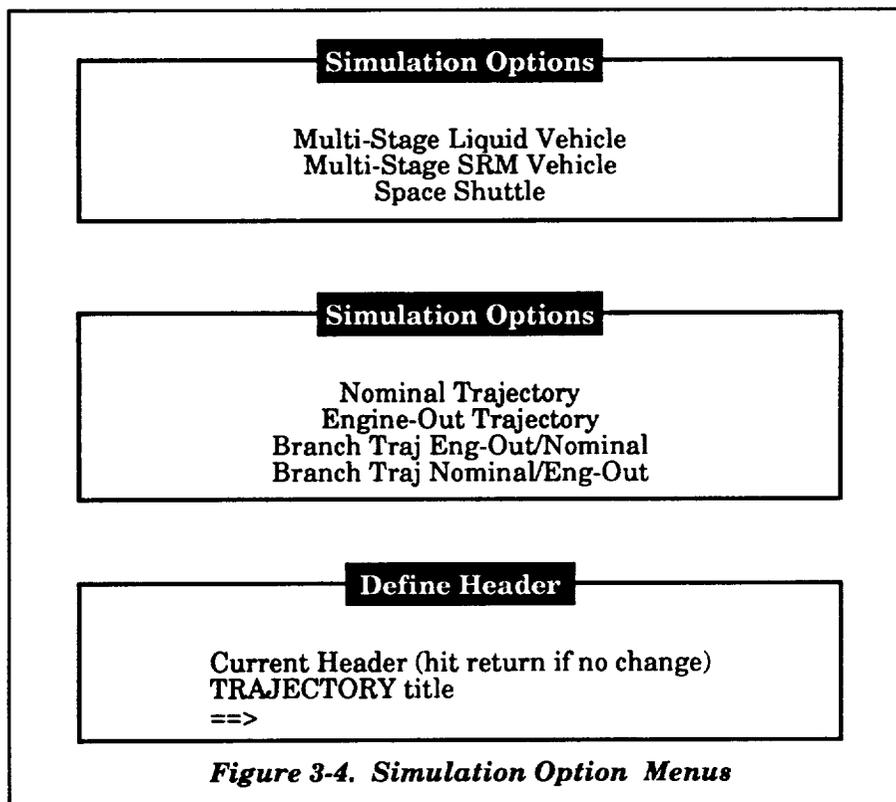 Simulation Options
Multi-Stage Liquid Vehicle
Multi-Stage SRM Vehicle
Space Shuttle
Simulation Options
Nominal Trajectory
Engine-Out Trajectory
Branch Traj Eng-Out/Nominal
Branch Traj Nominal/Eng-Out
Define Header
Current Header (hit return if no change)
TRAJECTORY title
==>
Figure 3-4. Simulation Option Menus